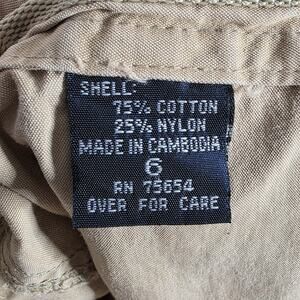 SHELL:
75% COTTON
25% NYLON
MADE IN CAMBODIA
6
RN 75654
OVER FOR CARE